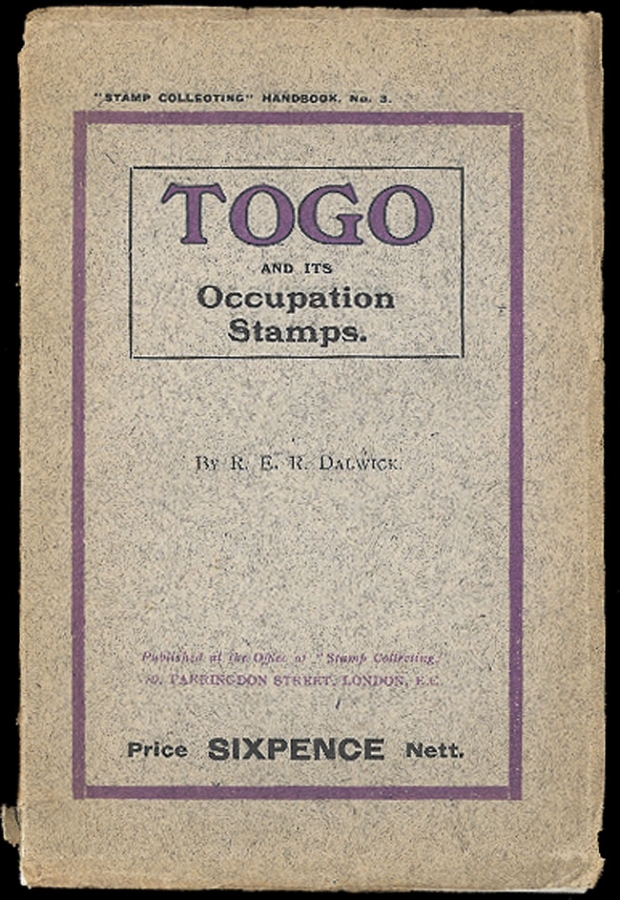 "STAMP COLLECTING" HANDBOOK, No. 3.
TOGO
AND ITS
Occupation
Stamps.
By R. E. R. Dalwick.
Published at the Office of "Stamp Collecting,"
FARRINGDON STREET, LONDON, E.C.
Price SIXPENCE Nett.